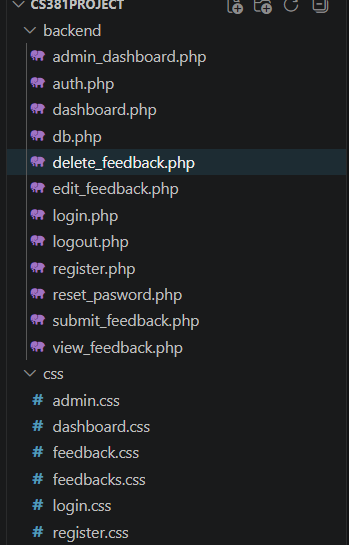 CS381PROJECT
backend
admin_dashboard.php
auth.php
dashboard.php
db.php
delete_feedback.php
edit_feedback.php
login.php
logout.php
register.php
reset_pasword.php
submit_feedback.php
view_feedback.php
css
# admin.css
# dashboard.css
# feedback.css
# feedbacks.css
# login.css
# register.css